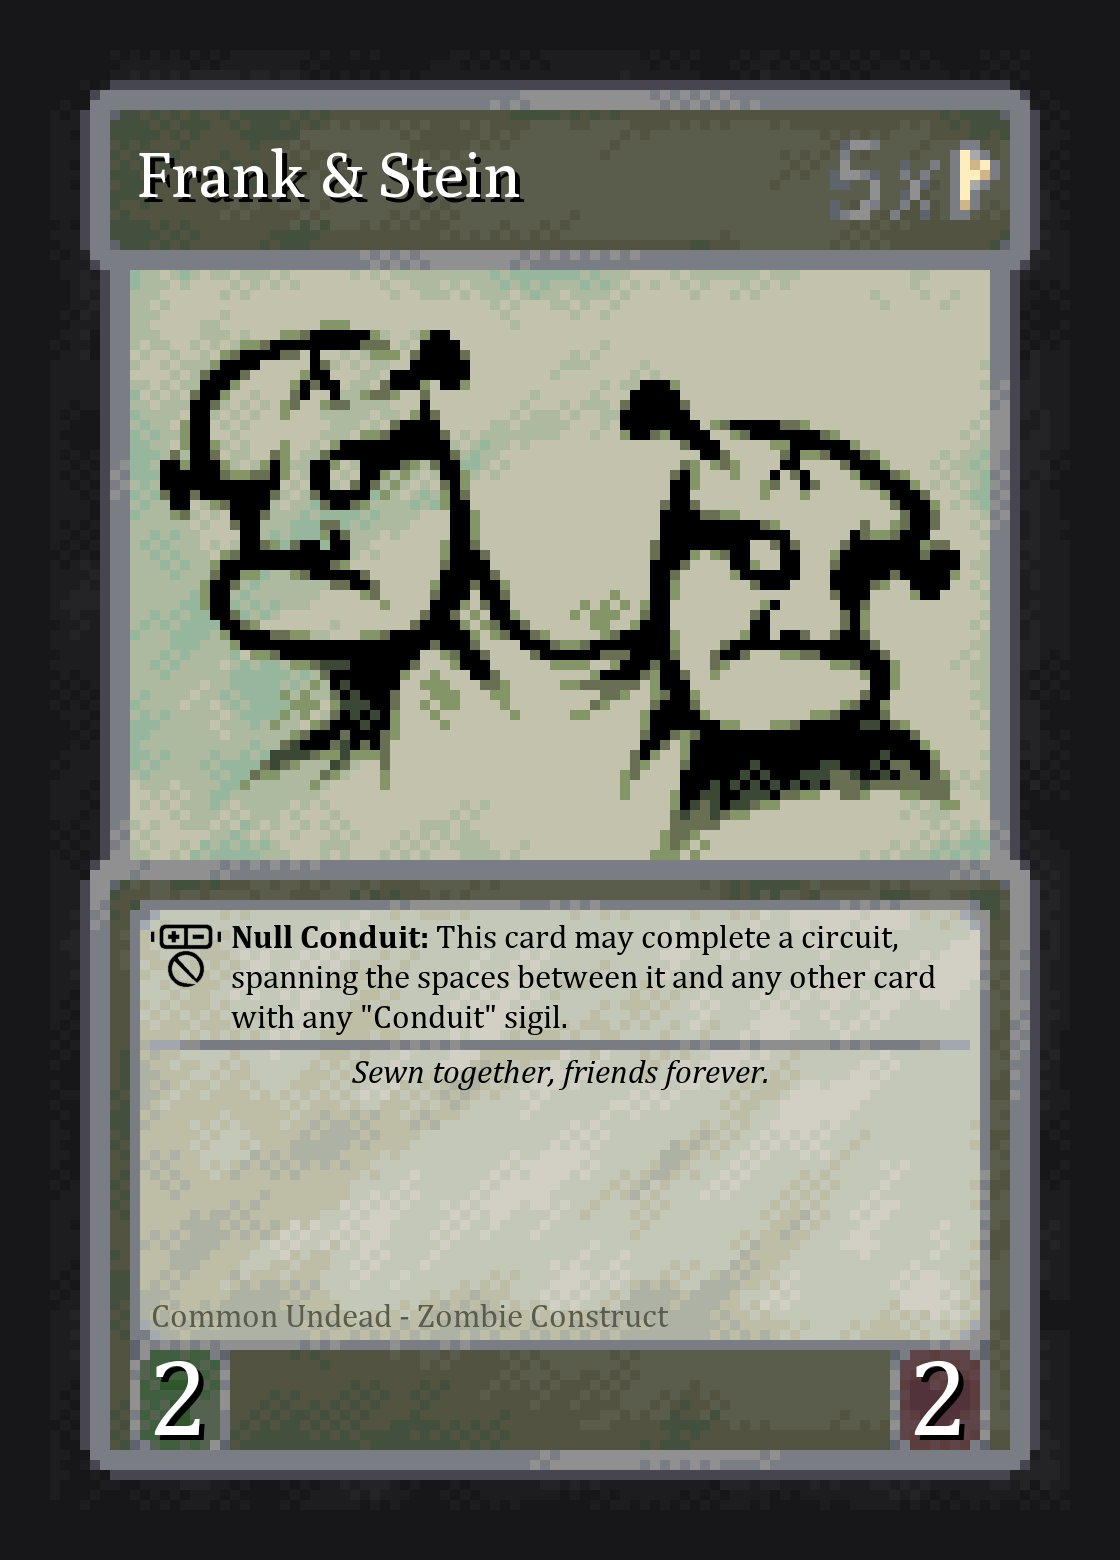 Frank & Stein 5x
Null Conduit: This card may complete a circuit,
spanning the spaces between it and any other card
with any "Conduit" sigil.
Sewn together, friends forever.
Common Undead - Zombie Construct
2 2